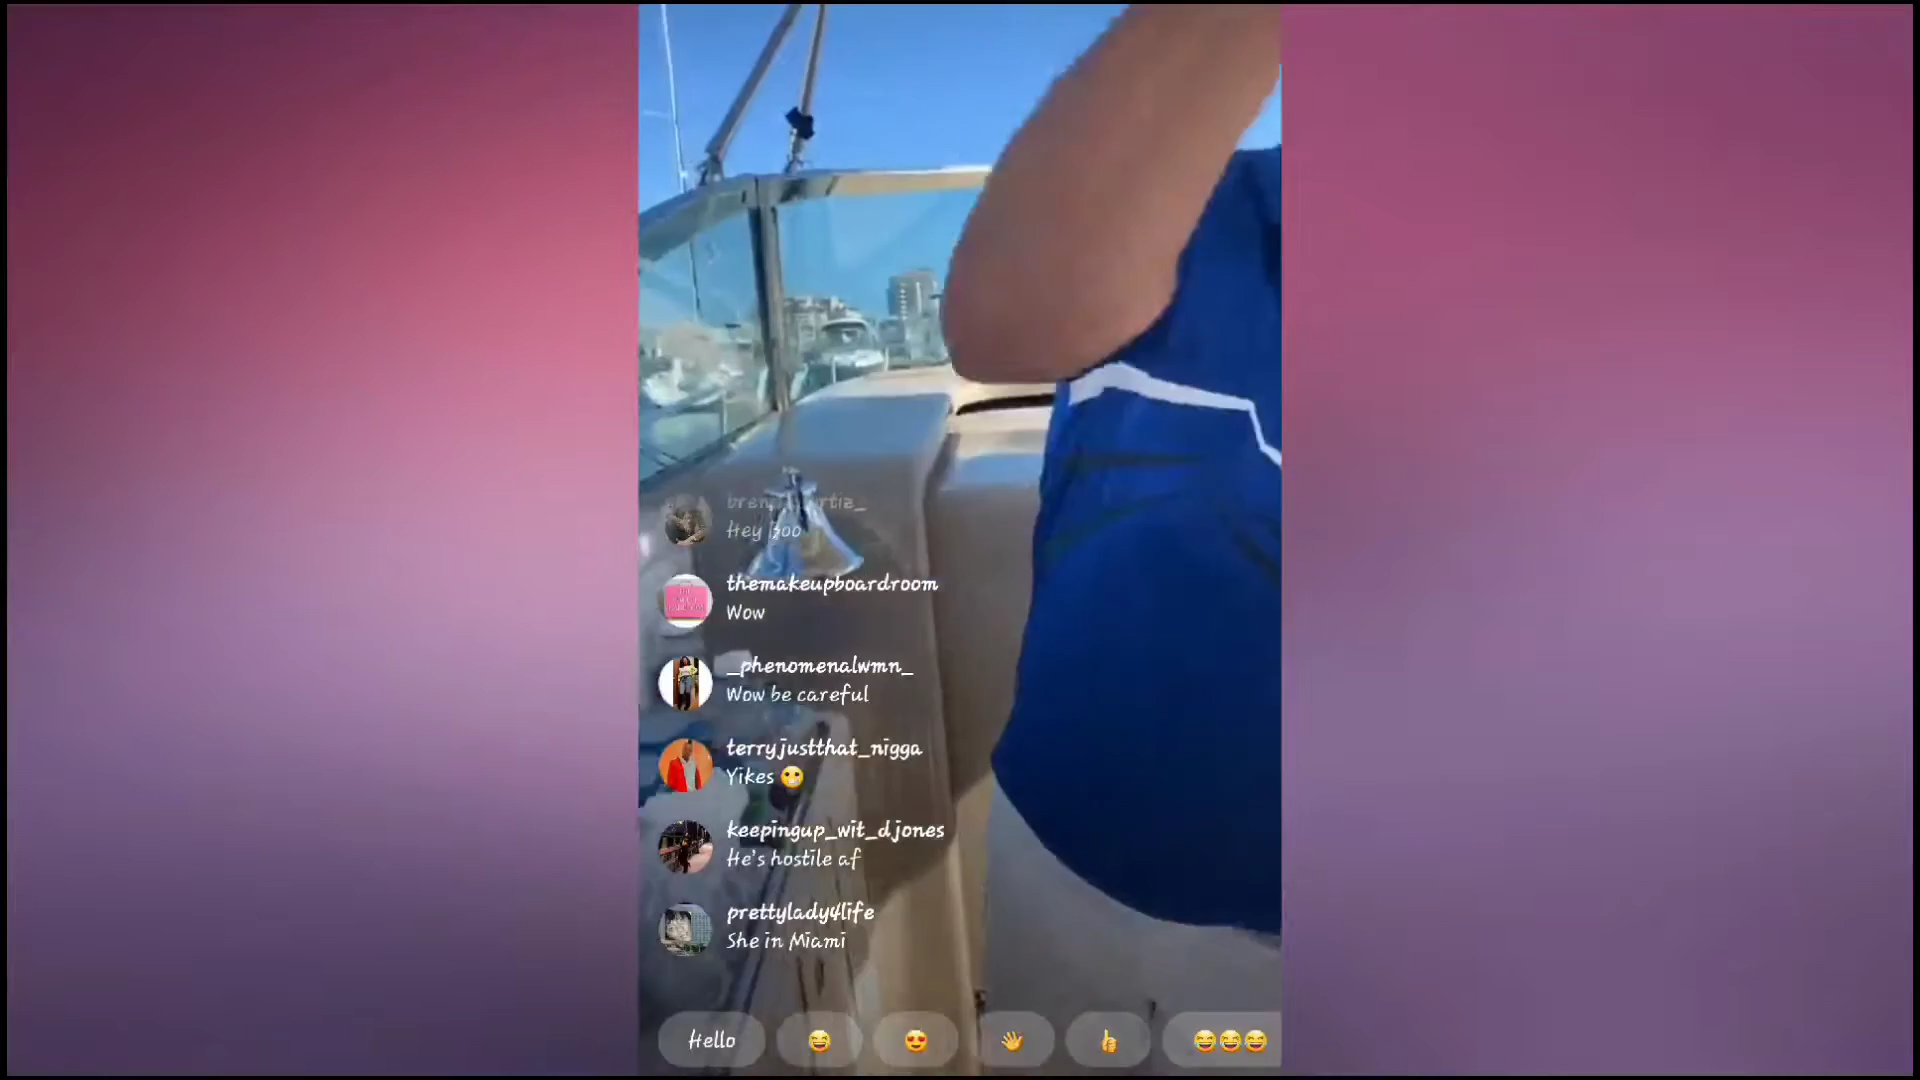 Hey Boo
themakeupboardroom
Wow
_phenomenalwmn_
Wow be careful
terryjustthat_nigga
Yikes 😬
keepingup_wit_djones
He's hostile af
prettylady4life
She in Miami
Hello 😂 😍 👋 👍 😂😂😂